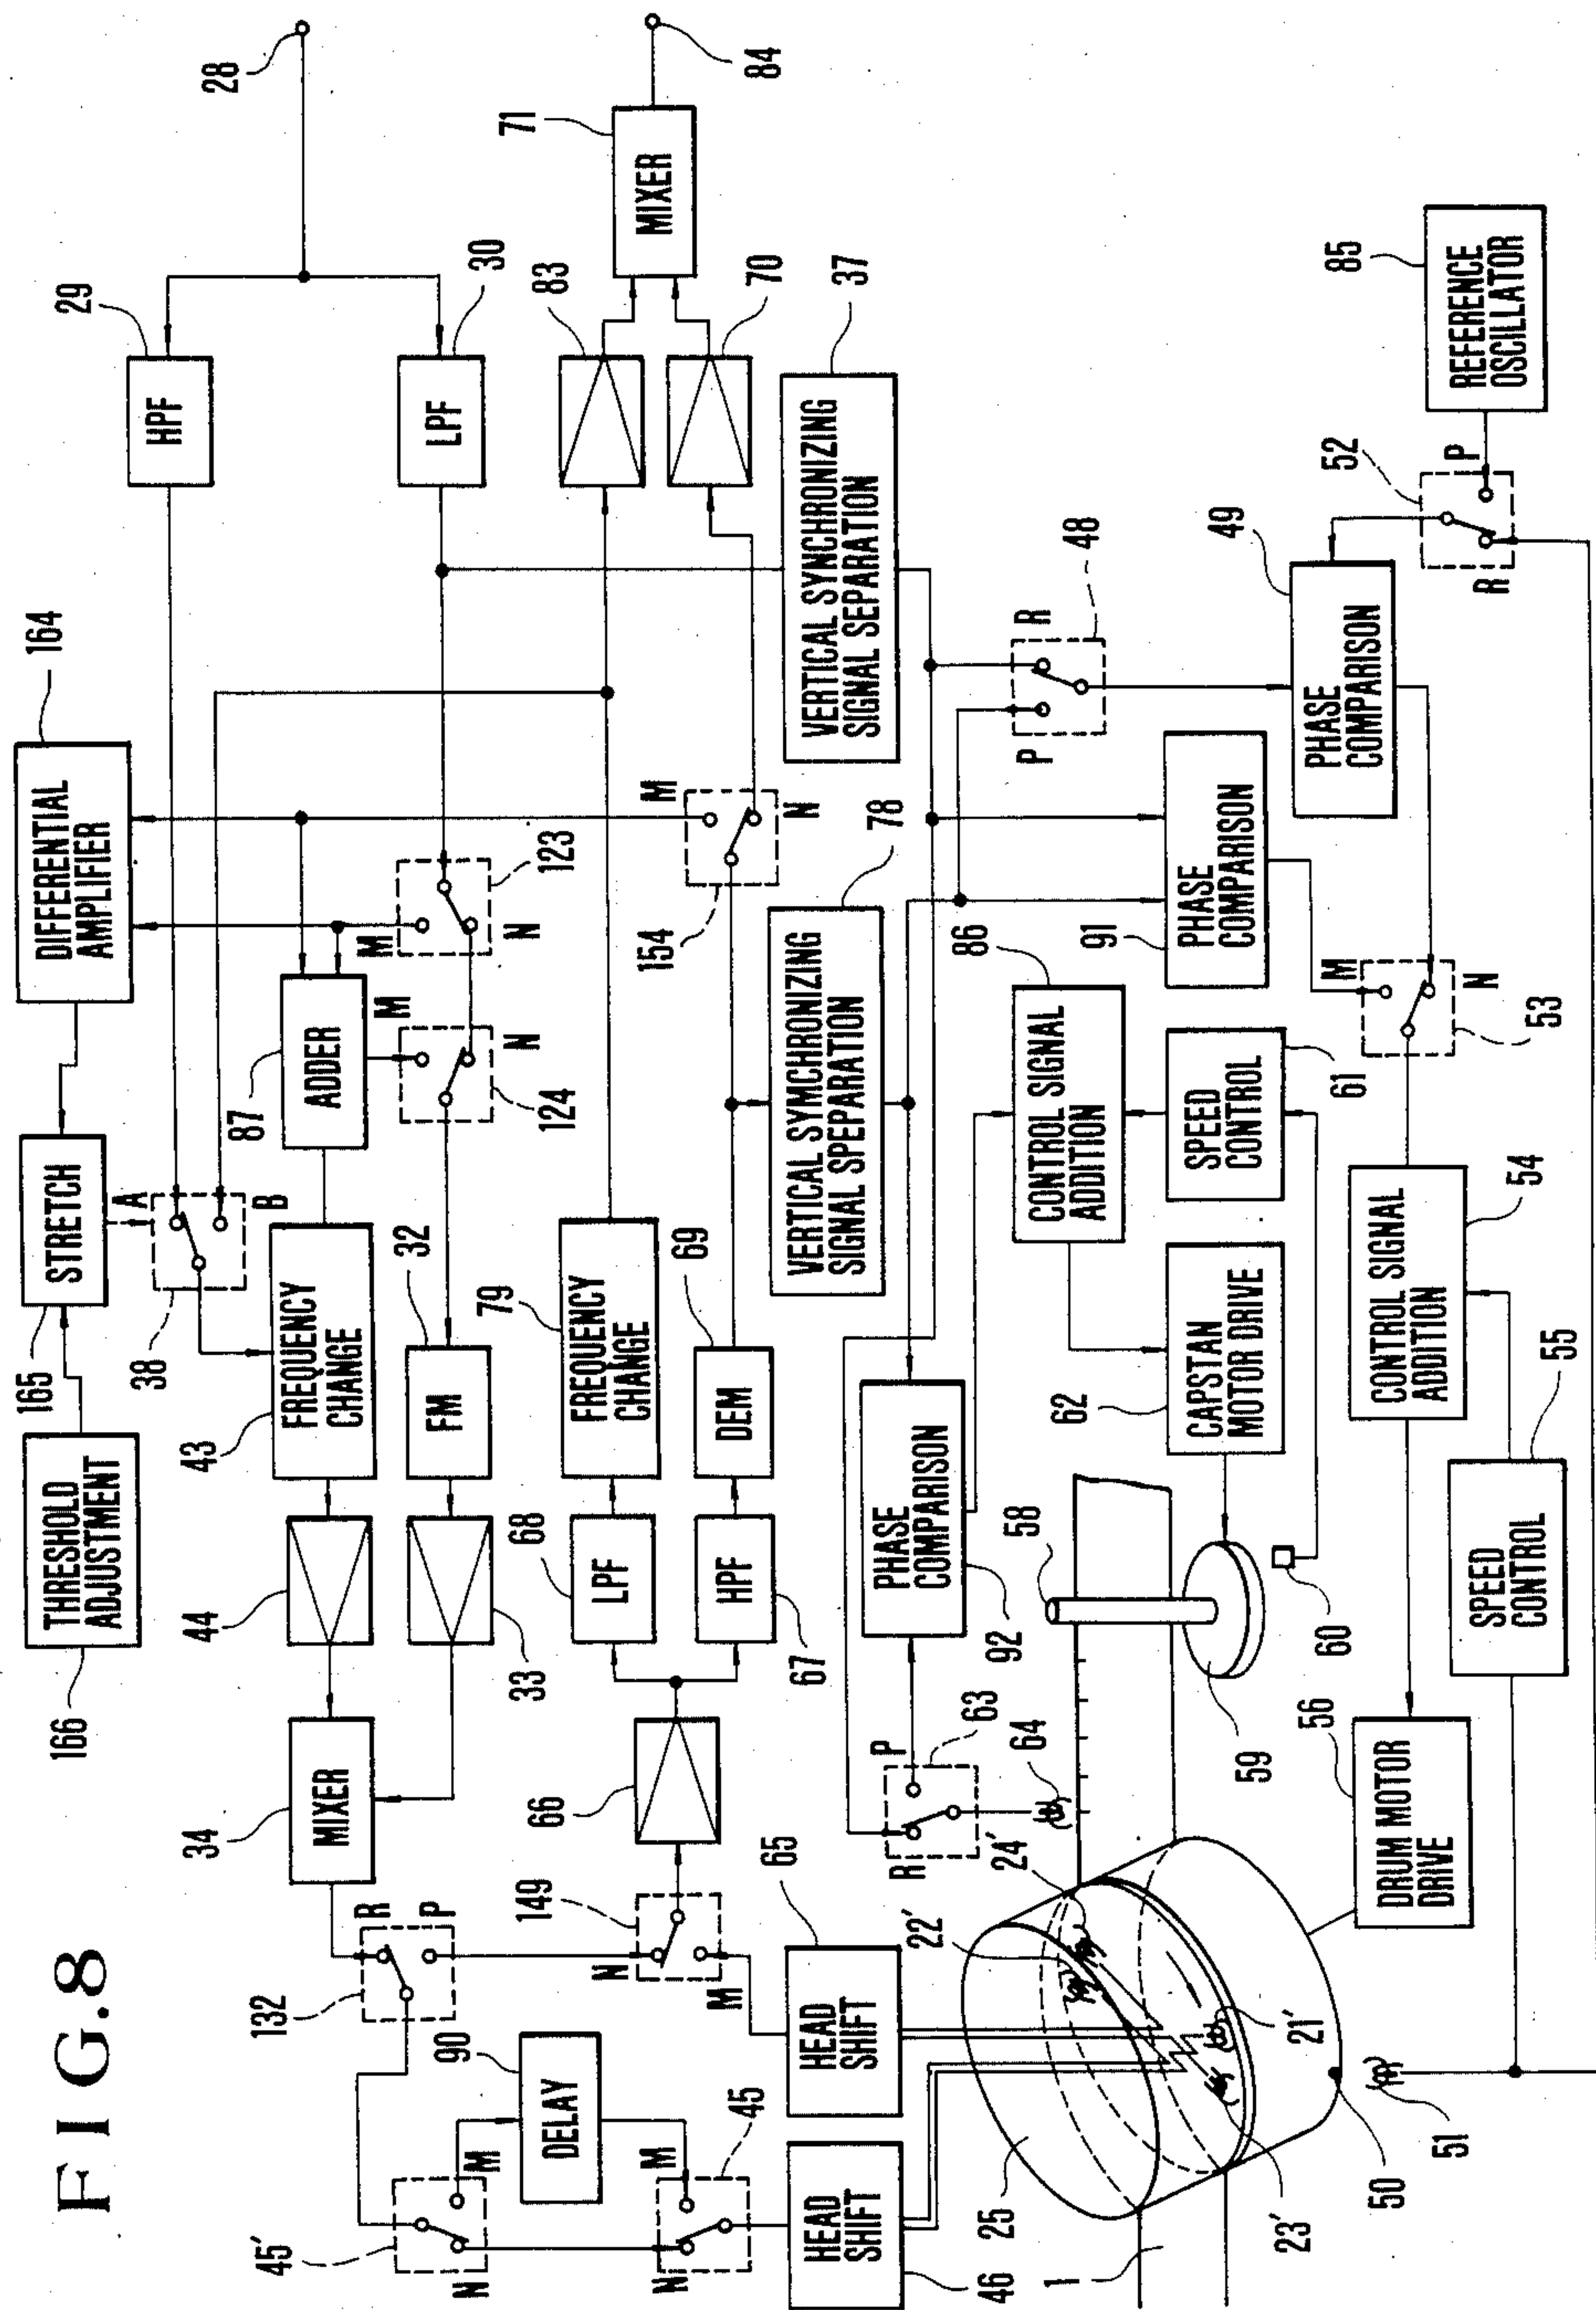 FIG.8
166
THRESHOLD
ADJUSTMENT
165
STRETCH
164
DIFFERENTIAL
AMPLIFIER
38
A
B
29
HPF
28
44
43
FREQUENCY
CHANGE
87
ADDER
34
MIXER
33
32
FM
M
N
124
M
N
123
30
LPF
132
R
P
149
N
M
66
68
LPF
79
FREQUENCY
CHANGE
67
HPF
69
DEM
154
M
N
83
70
71
MIXER
84
45'
N
M
90
DELAY
M
N
45
46
HEAD
SHIFT
65
HEAD
SHIFT
78
VERTICAL SYMCHRONIZING
SIGNAL SPEPARATION
37
VERTICAL SYNCHRONIZING
SIGNAL SEPARATION
R
P
63
64
PHASE
COMPARISON
92
P
R
48
58
59
60
62
CAPSTAN
MOTOR DRIVE
86
CONTROL SIGNAL
ADDITION
61
SPEED
CONTROL
91
PHASE
COMPARISON
49
PHASE
COMPARISON
52
R
P
85
REFERENCE
OSCILLATOR
M
N
53
1
25
22'
24'
21'
23'
50
51
56
DRUM MOTOR
DRIVE
54
CONTROL SIGNAL
ADDITION
55
SPEED
CONTROL